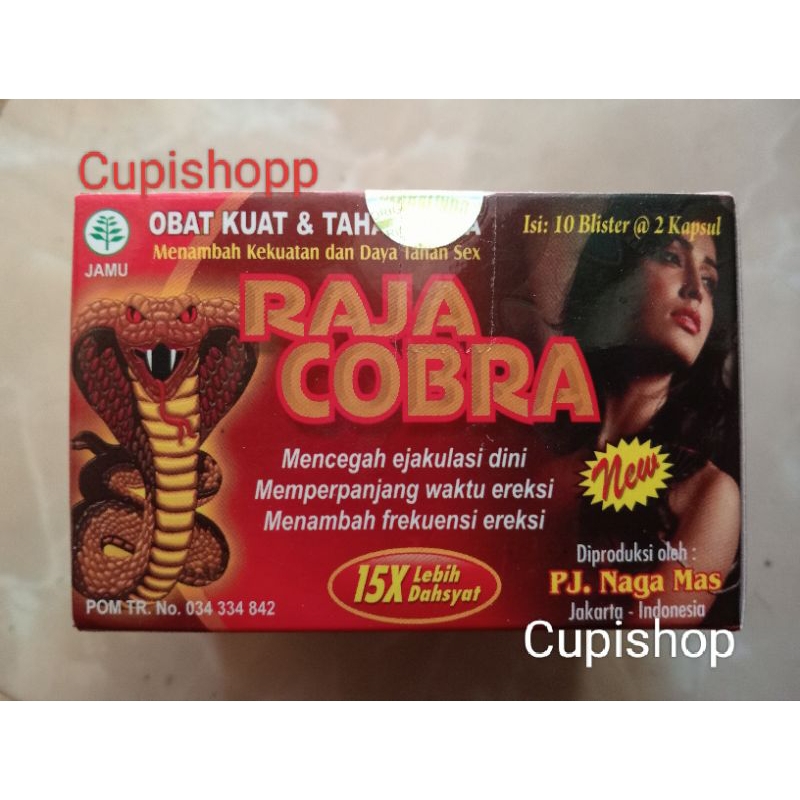 Cupishopp
OBAT KUAT &
Isi: 10 Blister @ 2 Kapsul
JAMU
Menambah Kekuatan dan Daya Tahan Sex
RAJA
COBRA
Mencegah ejakulasi dini
Memperpanjang waktu ereksi
Menambah frekuensi ereksi
New
15X Lebih
Dahsyat
Diproduksi oleh :
PJ. Naga Mas
Jakarta - Indonesia
POM TR. No. 034 334 842
Cupishop